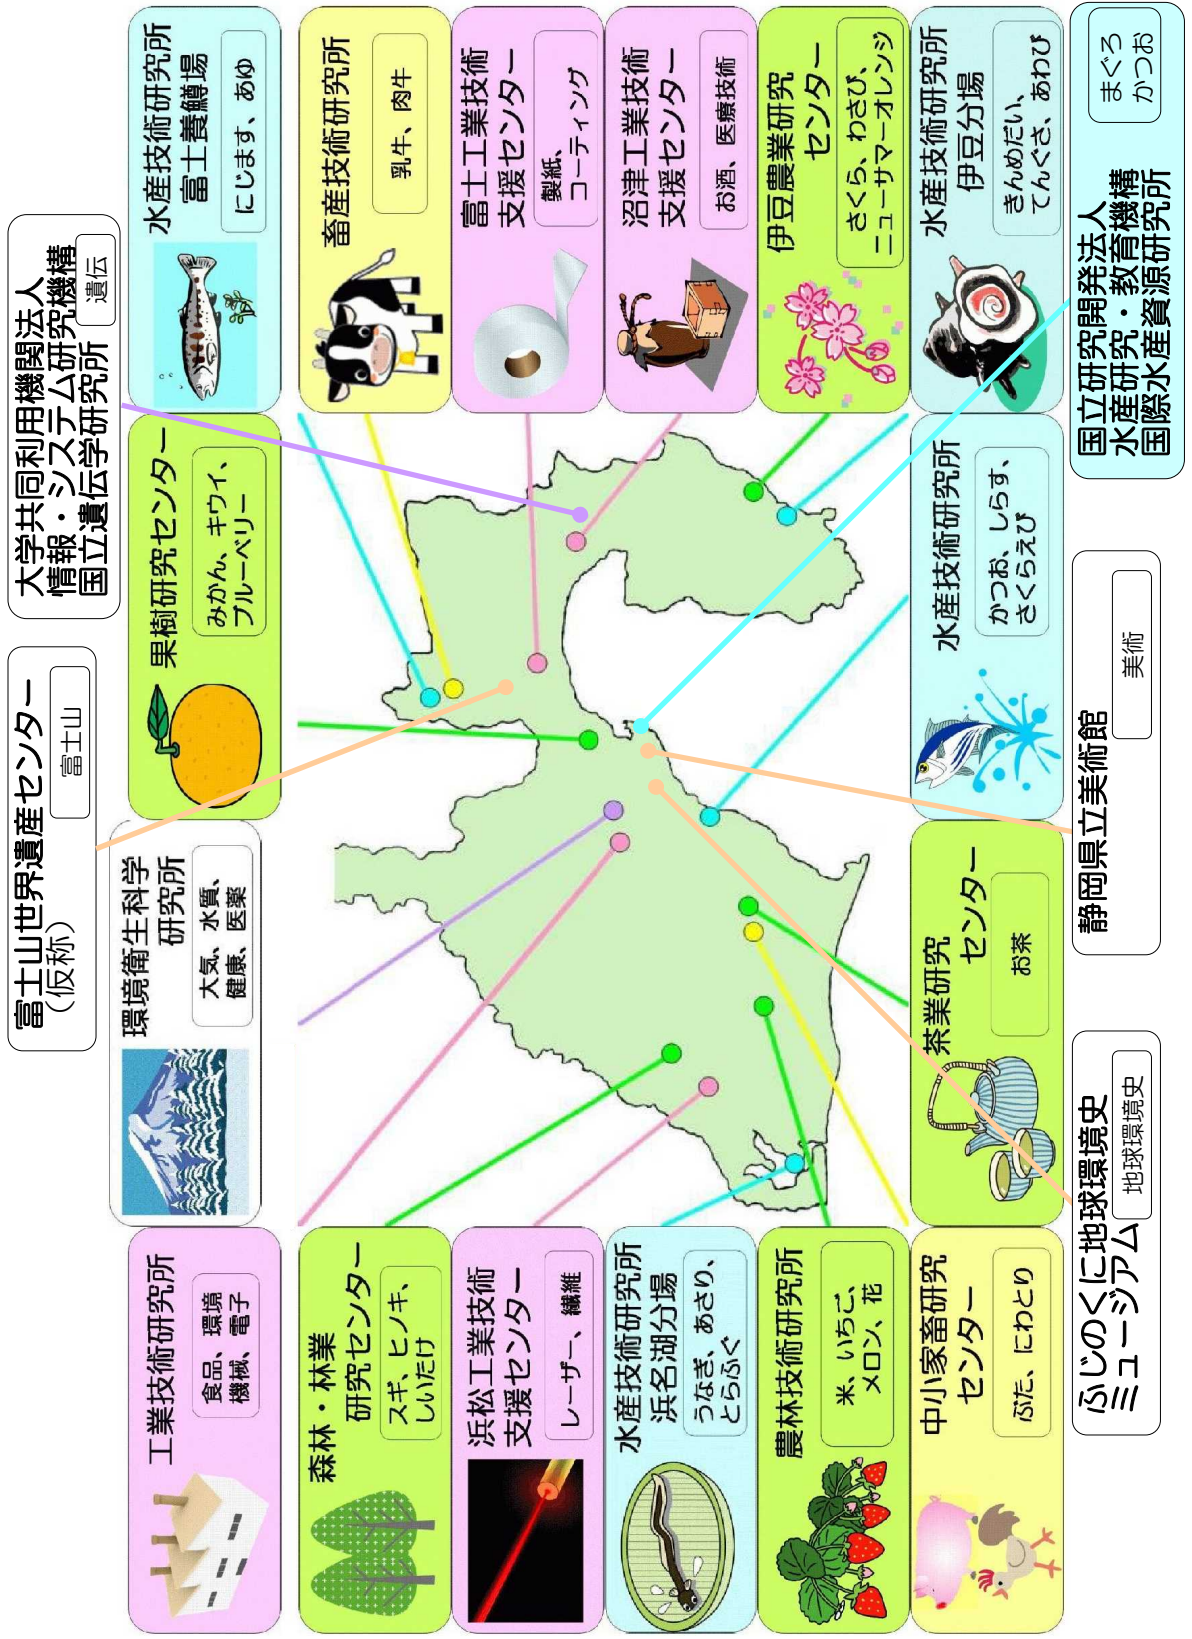 富士山世界遺産センター
（仮称）
富士山
大学共同利用機関法人
情報・システム研究機構
国立遺伝学研究所
遺伝
工業技術研究所
食品、環境
機械、電子
環境衛生科学
研究所
大気、水質、
健康、医薬
果樹研究センター
みかん、キウイ、
ブルーベリー
水産技術研究所
富士養鱒場
にじます、あゆ
森林・林業
研究センター
スギ、ヒノキ、
しいたけ
畜産技術研究所
乳牛、肉牛
浜松工業技術
支援センター
レーザー、繊維
富士工業技術
支援センター
製紙、
コーティング
水産技術研究所
浜名湖分場
うなぎ、あさり、
とらふぐ
沼津工業技術
支援センター
お酒、医療技術
農林技術研究所
米、いちご、
メロン、花
伊豆農業研究
センター
さくら、わさび、
ニューサマーオレンジ
中小家畜研究
センター
ぶた、にわとり
茶業研究
センター
お茶
水産技術研究所
かつお、しらす、
さくらえび
水産技術研究所
伊豆分場
きんめだい、
てんぐさ、あわび
ふじのくに地球環境史
ミュージアム
地球環境史
静岡県立美術館
美術
国立研究開発法人
水産研究・教育機構
国際水産資源研究所
まぐろ
かつお